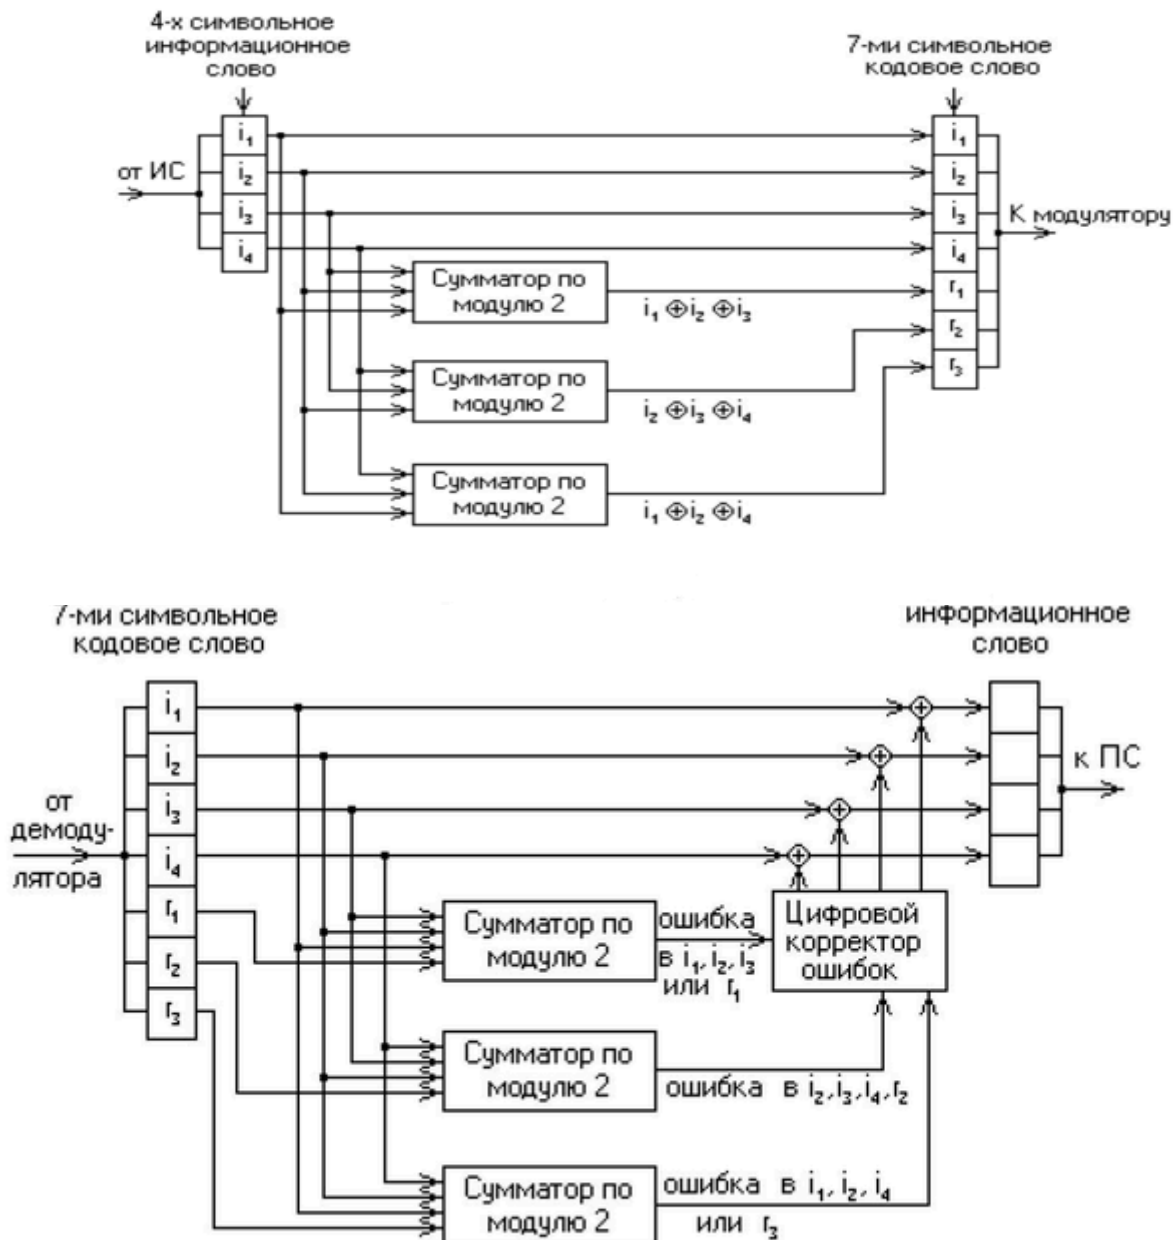 4-х символьное
информационное
слово
7-ми символьное
кодовое слово
i₁
i₂
i₃
i₄
от ИС
i₁
i₂
i₃
i₄
r₁
r₂
r₃
К модулятору
Сумматор по
модулю 2
i₁ ⊕ i₂ ⊕ i₃
Сумматор по
модулю 2
i₂ ⊕ i₃ ⊕ i₄
Сумматор по
модулю 2
i₁ ⊕ i₂ ⊕ i₄
7-ми символьное
кодовое слово
информационное
слово
i₁
i₂
i₃
i₄
r₁
r₂
r₃
от
демоду-
лятора
к ПС
Сумматор по
модулю 2
ошибка
в i₁, i₂, i₃
или r₁
Цифровой
корректор
ошибок
Сумматор по
модулю 2
ошибка в i₂, i₃, i₄, r₂
Сумматор по
модулю 2
ошибка в i₁, i₂, i₄
или r₃